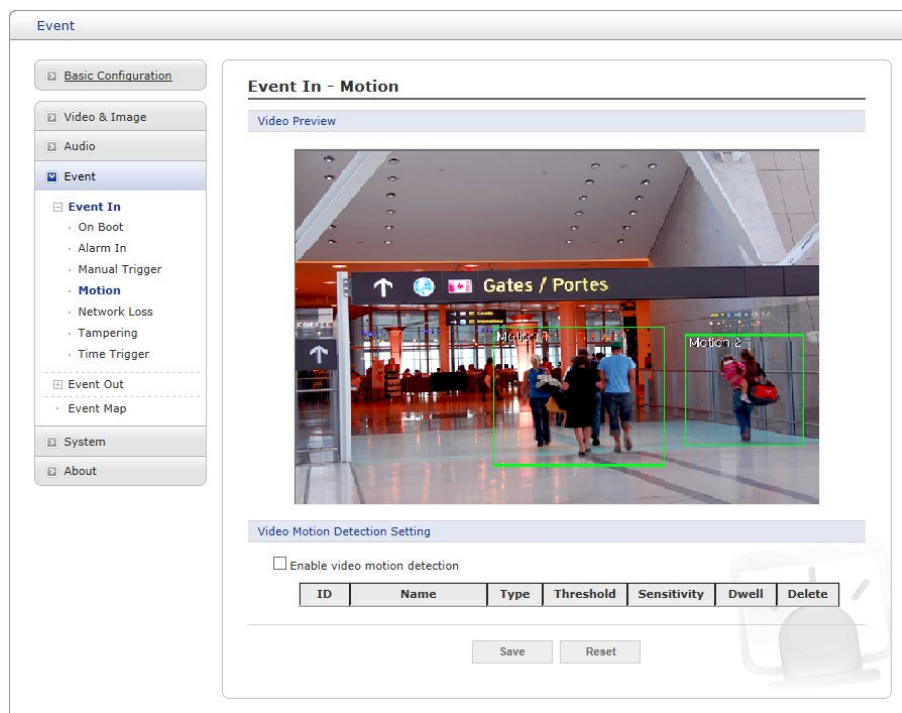 Event
Basic Configuration
Video & Image
Audio
Event
Event In
On Boot
Alarm In
Manual Trigger
Motion
Network Loss
Tampering
Time Trigger
Event Out
Event Map
System
About
Event In - Motion
Video Preview
Gates / Portes
Motion 1
Motion 2
Video Motion Detection Setting
Enable video motion detection
ID Name Type Threshold Sensitivity Dwell Delete
Save Reset